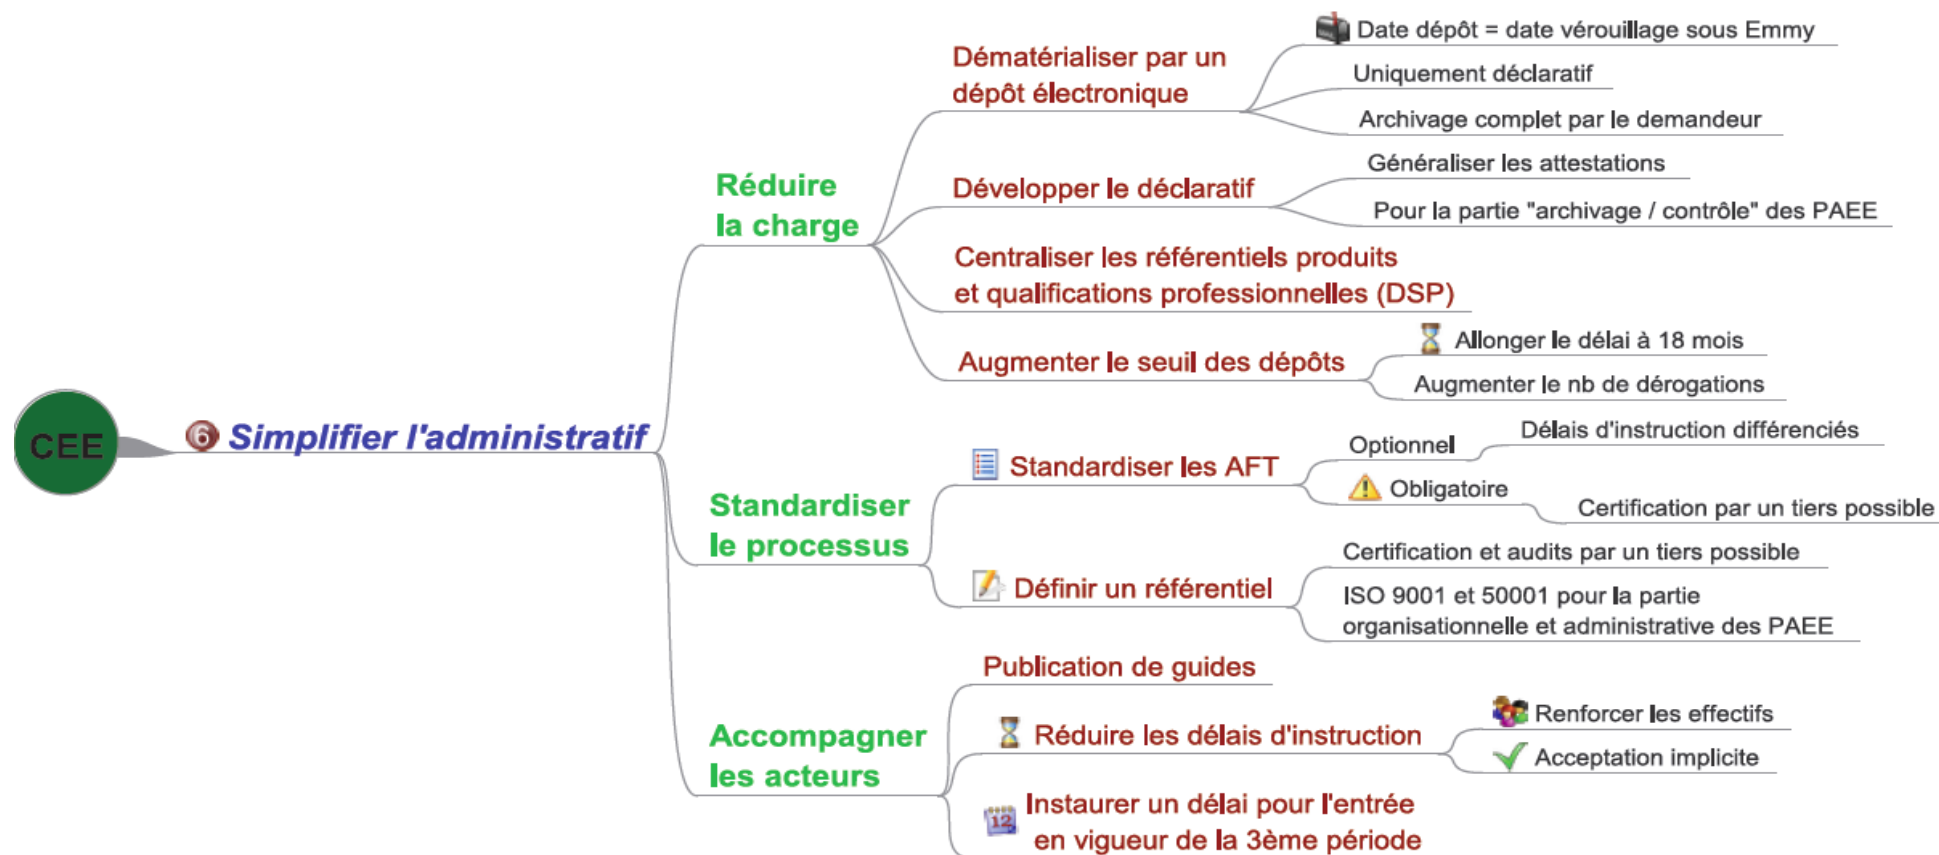 CEE
6 Simplifier l'administratif
Réduire
la charge
Dématérialiser par un
dépôt électronique
Date dépôt = date vérouillage sous Emmy
Uniquement déclaratif
Archivage complet par le demandeur
Développer le déclaratif
Généraliser les attestations
Pour la partie "archivage / contrôle" des PAEE
Centraliser les référentiels produits
et qualifications professionnelles (DSP)
Augmenter le seuil des dépôts
Allonger le délai à 18 mois
Augmenter le nb de dérogations
Standardiser
le processus
Standardiser les AFT
Optionnel
Délais d'instruction différenciés
Obligatoire
Certification par un tiers possible
Définir un référentiel
Certification et audits par un tiers possible
ISO 9001 et 50001 pour la partie
organisationnelle et administrative des PAEE
Accompagner
les acteurs
Publication de guides
Réduire les délais d'instruction
Renforcer les effectifs
Acceptation implicite
12
Instaurer un délai pour l'entrée
en vigueur de la 3ème période